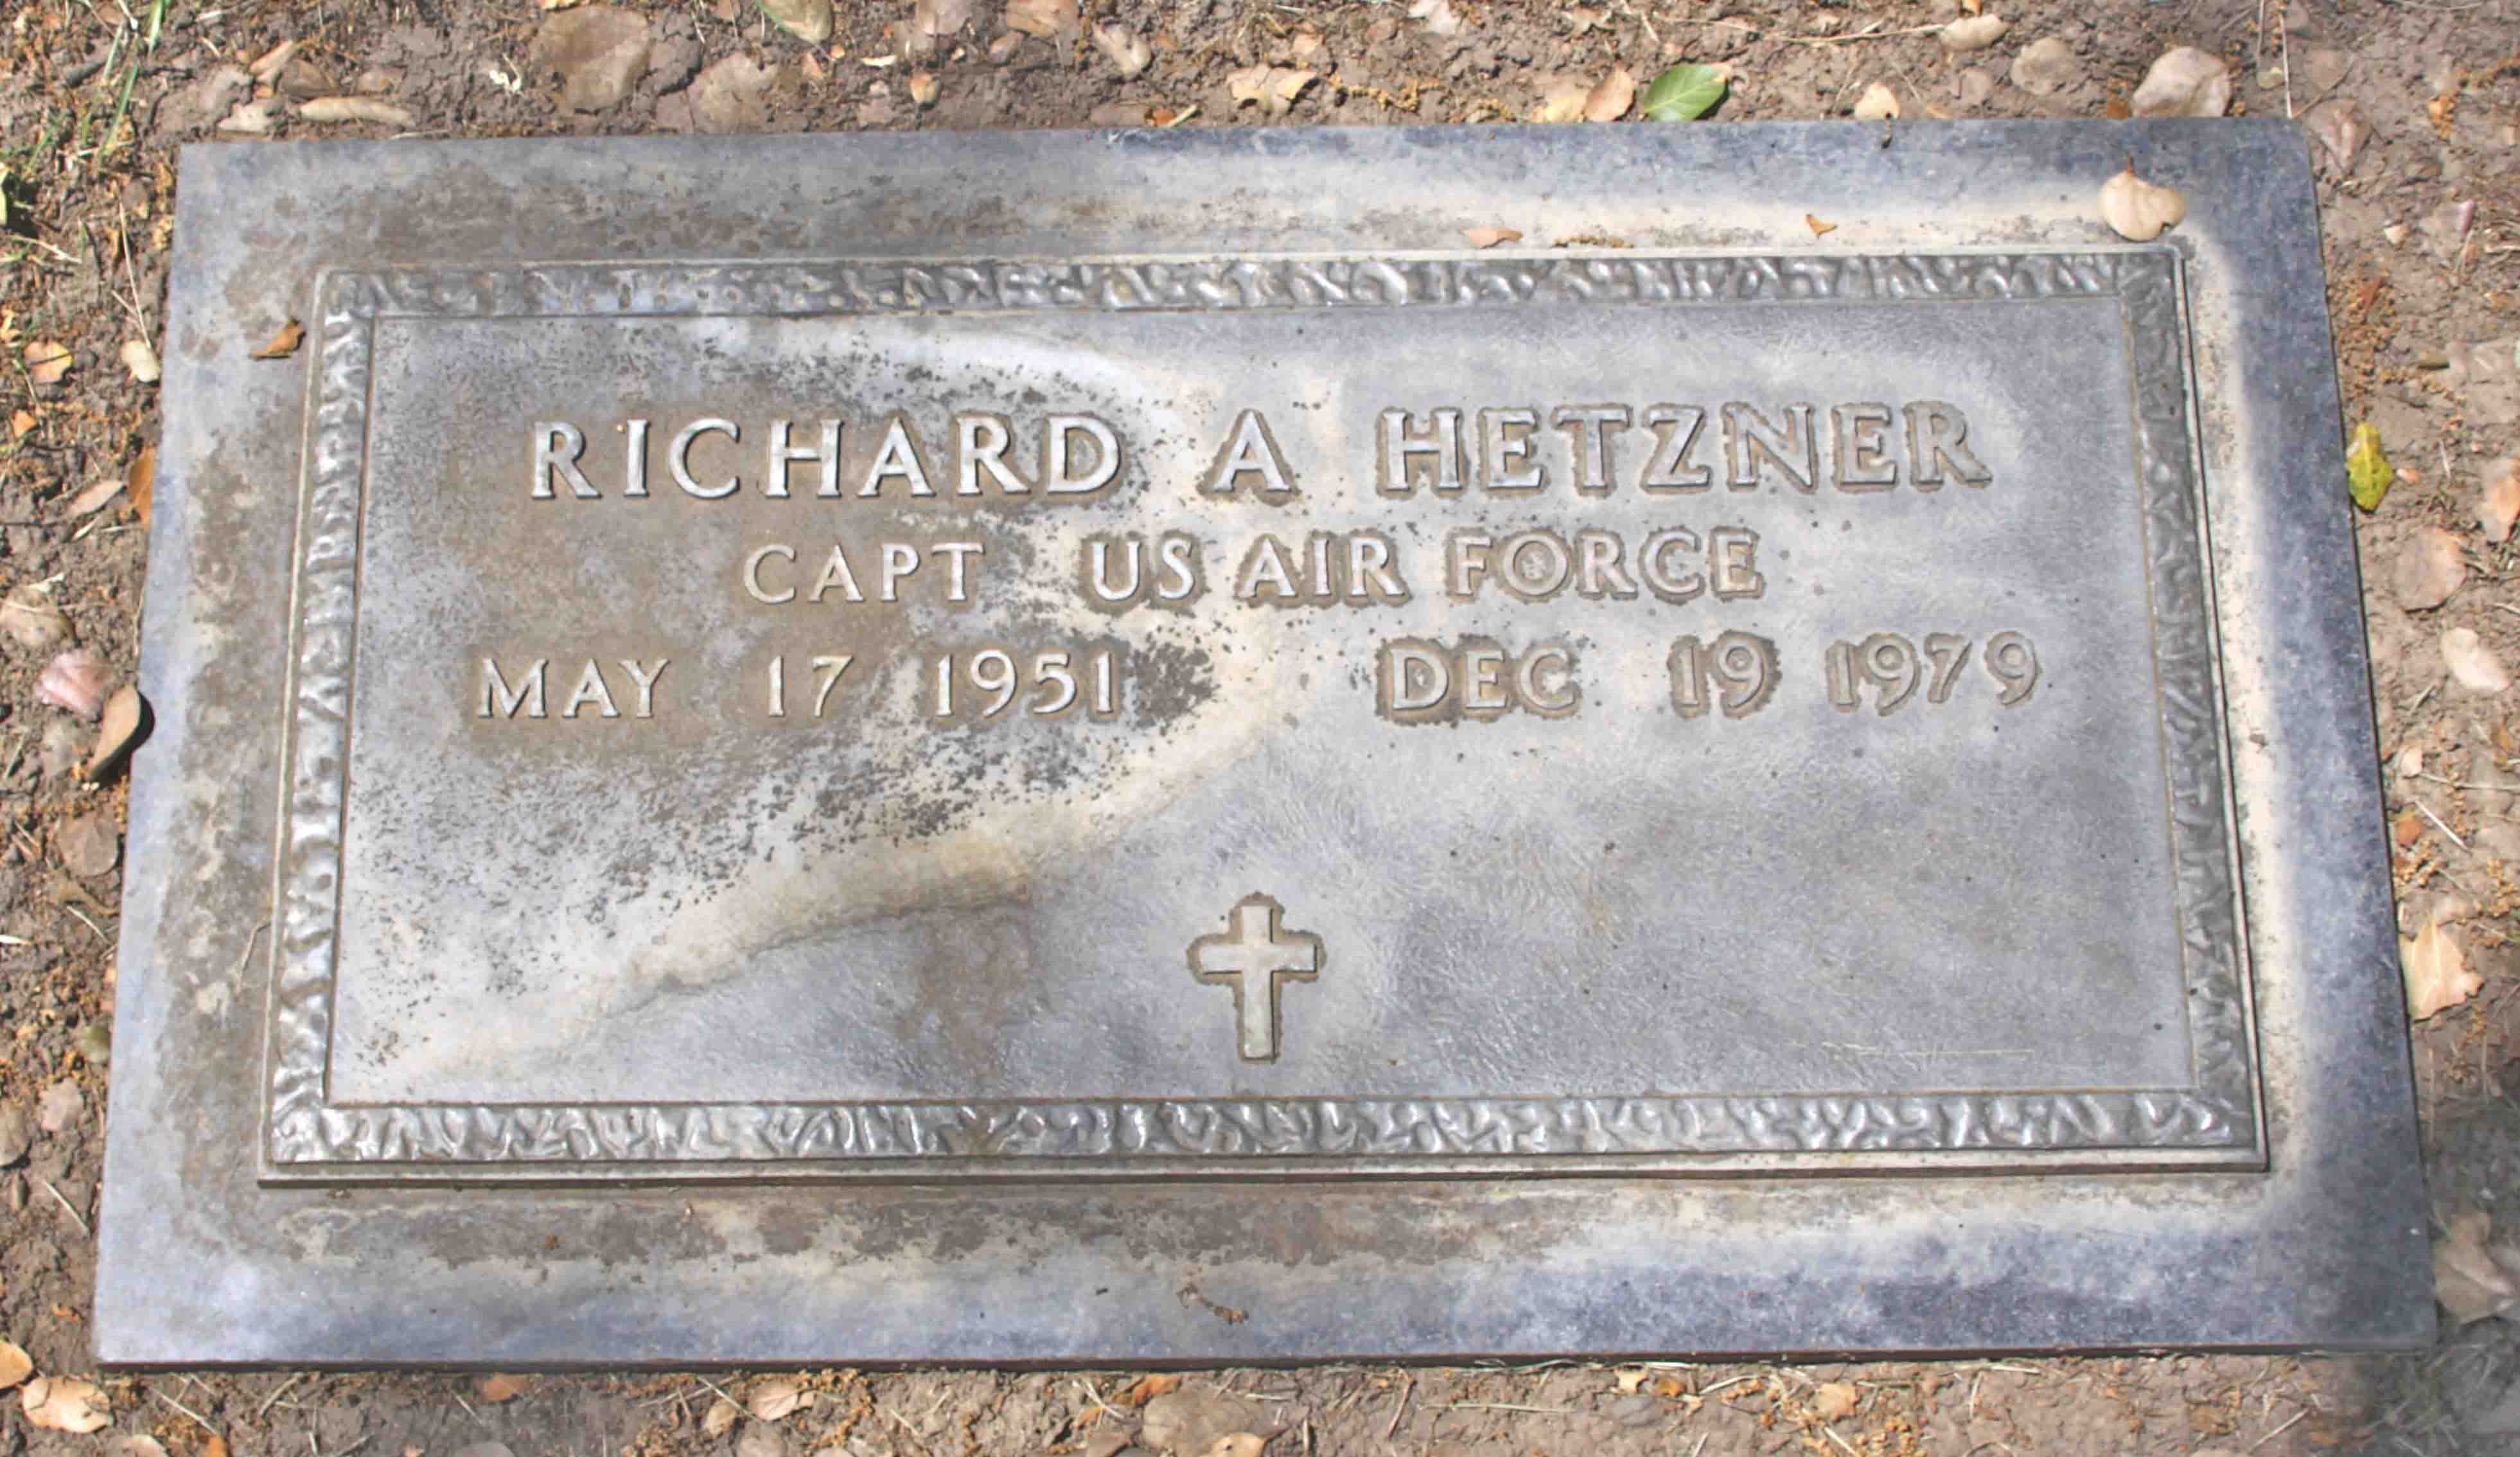 RICHARD A HETZNER
CAPT US AIR FORCE
MAY 17 1951 DEC 19 1979